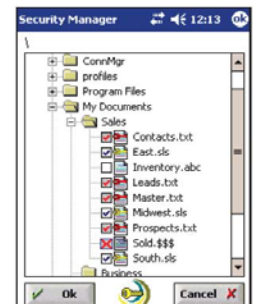 Security Manager 12:13 ok
\
ConnMgr
profiles
Program Files
My Documents
Sales
Contacts.txt
East.sls
Inventory.abc
Leads.txt
Master.txt
Midwest.sls
Prospects.txt
Sold.$$$
South.sls
Business
Ok Cancel